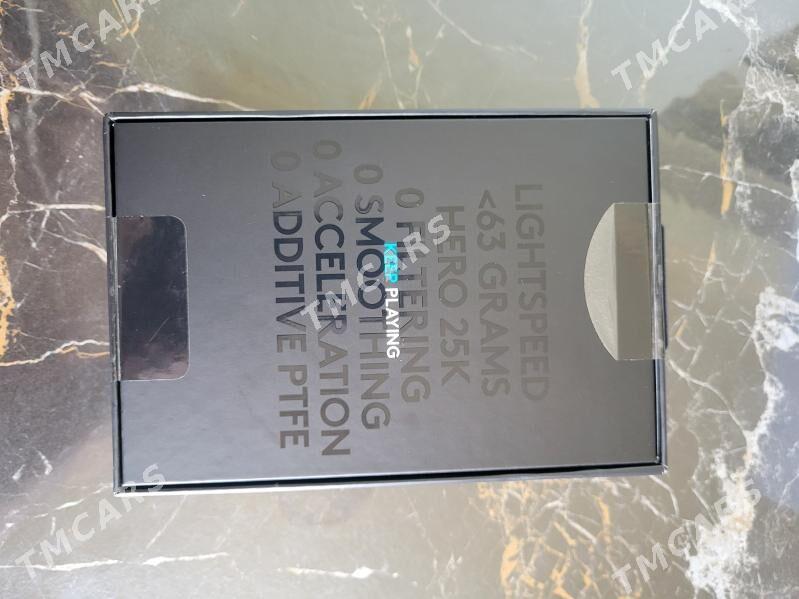 LIGHTSPEED
<63 GRAMS
HERO 25K
0 FILTERING
0 SMOOTHING
0 ACCELERATION
0 ADDITIVE PTFE
KEEP PLAYING
TMCARS
TMCARS
TMCARS
TMCARS
TMCARS